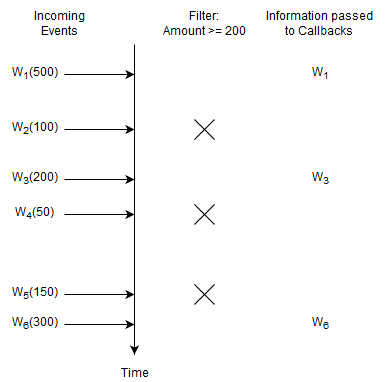 Incoming Events
Filter: Amount >= 200
Information passed to Callbacks
W1(500)
W1
W2(100)
W3(200)
W3
W4(50)
W5(150)
W6(300)
W6
Time